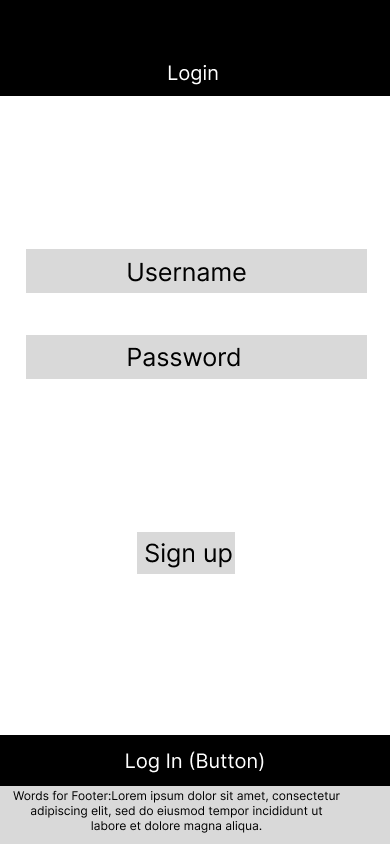 Login
Username
Password
Sign up
Log In (Button)
Words for Footer:Lorem ipsum dolor sit amet, consectetur
adipiscing elit, sed do eiusmod tempor incididunt ut
labore et dolore magna aliqua.